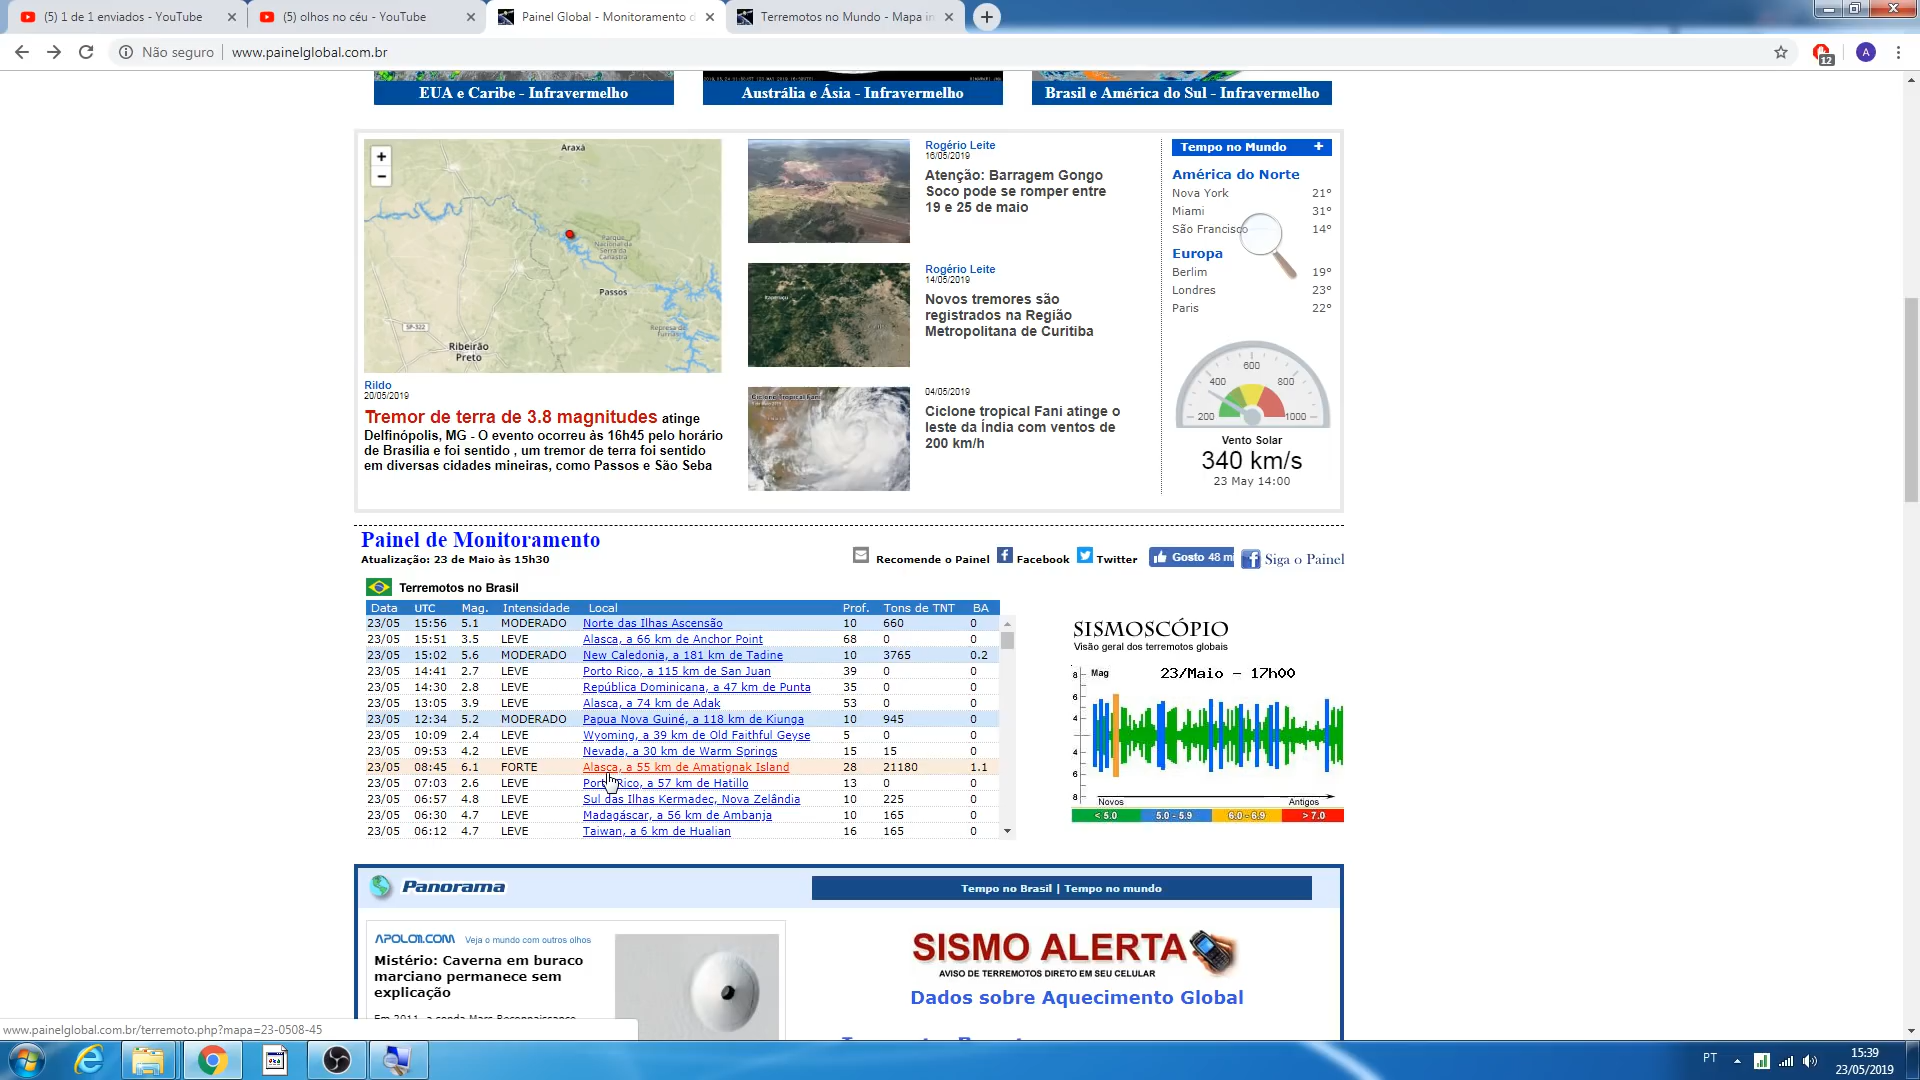 (5) 1 de 1 enviados - YouTube
(5) olhos no céu - YouTube
Painel Global - Monitoramento d
Terremotos no Mundo - Mapa in
Não seguro
www.painelglobal.com.br
12
A
EUA e Caribe - Infravermelho
Austrália e Ásia - Infravermelho
Brasil e América do Sul - Infravermelho
+
−
Araxá
Parque Nacional da Serra da Canastra
Passos
SP-322
Ribeirão
Preto
Rildo
20/05/2019
Tremor de terra de 3.8 magnitudes atinge
Delfinópolis, MG - O evento ocorreu às 16h45 pelo horário
de Brasília e foi sentido , um tremor de terra foi sentido
em diversas cidades mineiras, como Passos e São Seba
Rogério Leite
16/05/2019
Atenção: Barragem Gongo
Soco pode se romper entre
19 e 25 de maio
Rogério Leite
14/05/2019
Novos tremores são
registrados na Região
Metropolitana de Curitiba
Ciclone Tropical Fani
04/05/2019
Ciclone tropical Fani atinge o
leste da Índia com ventos de
200 km/h
Tempo no Mundo +
América do Norte
Nova York 21°
Miami 31°
São Francisco 14°
Europa
Berlim 19°
Londres 23°
Paris 22°
200 400 600 800 1000
Vento Solar
340 km/s
23 May 14:00
Painel de Monitoramento
Atualização: 23 de Maio às 15h30
Recomende o Painel
Facebook
Twitter
Gosto 48 mi
Siga o Painel
Terremotos no Brasil
Data UTC Mag. Intensidade Local Prof. Tons de TNT BA
23/05 15:56 5.1 MODERADO Norte das Ilhas Ascensão 10 660 0
23/05 15:51 3.5 LEVE Alasca, a 66 km de Anchor Point 68 0 0
23/05 15:02 5.6 MODERADO New Caledonia, a 181 km de Tadine 10 3765 0.2
23/05 14:41 2.7 LEVE Porto Rico, a 115 km de San Juan 39 0 0
23/05 14:30 2.8 LEVE República Dominicana, a 47 km de Punta 35 0 0
23/05 13:05 3.9 LEVE Alasca, a 74 km de Adak 53 0 0
23/05 12:34 5.2 MODERADO Papua Nova Guiné, a 118 km de Kiunga 10 945 0
23/05 10:09 2.4 LEVE Wyoming, a 39 km de Old Faithful Geyse 5 0 0
23/05 09:53 4.2 LEVE Nevada, a 30 km de Warm Springs 15 15 0
23/05 08:45 6.1 FORTE Alasca, a 55 km de Amatignak Island 28 21180 1.1
23/05 07:03 2.6 LEVE Porto Rico, a 57 km de Hatillo 13 0 0
23/05 06:57 4.8 LEVE Sul das Ilhas Kermadec, Nova Zelândia 10 225 0
23/05 06:30 4.7 LEVE Madagáscar, a 56 km de Ambanja 10 165 0
23/05 06:12 4.7 LEVE Taiwan, a 6 km de Hualian 16 165 0
SISMOSCÓPIO
Visão geral dos terremotos globais
Mag
23/Maio - 17h00
8
6
4
4
6
8
Novos Antigos
< 5.0 5.0 - 5.9 6.0 - 6.9 > 7.0
Panorama
Tempo no Brasil | Tempo no mundo
APOLO11.COM Veja o mundo com outros olhos
Mistério: Caverna em buraco
marciano permanece sem
explicação
Em 2011, a sonda Mars Reconnaissance
SISMO ALERTA
AVISO DE TERREMOTOS DIRETO EM SEU CELULAR
Dados sobre Aquecimento Global
www.painelglobal.com.br/terremoto.php?mapa=23-0508-45
PT
15:39
23/05/2019